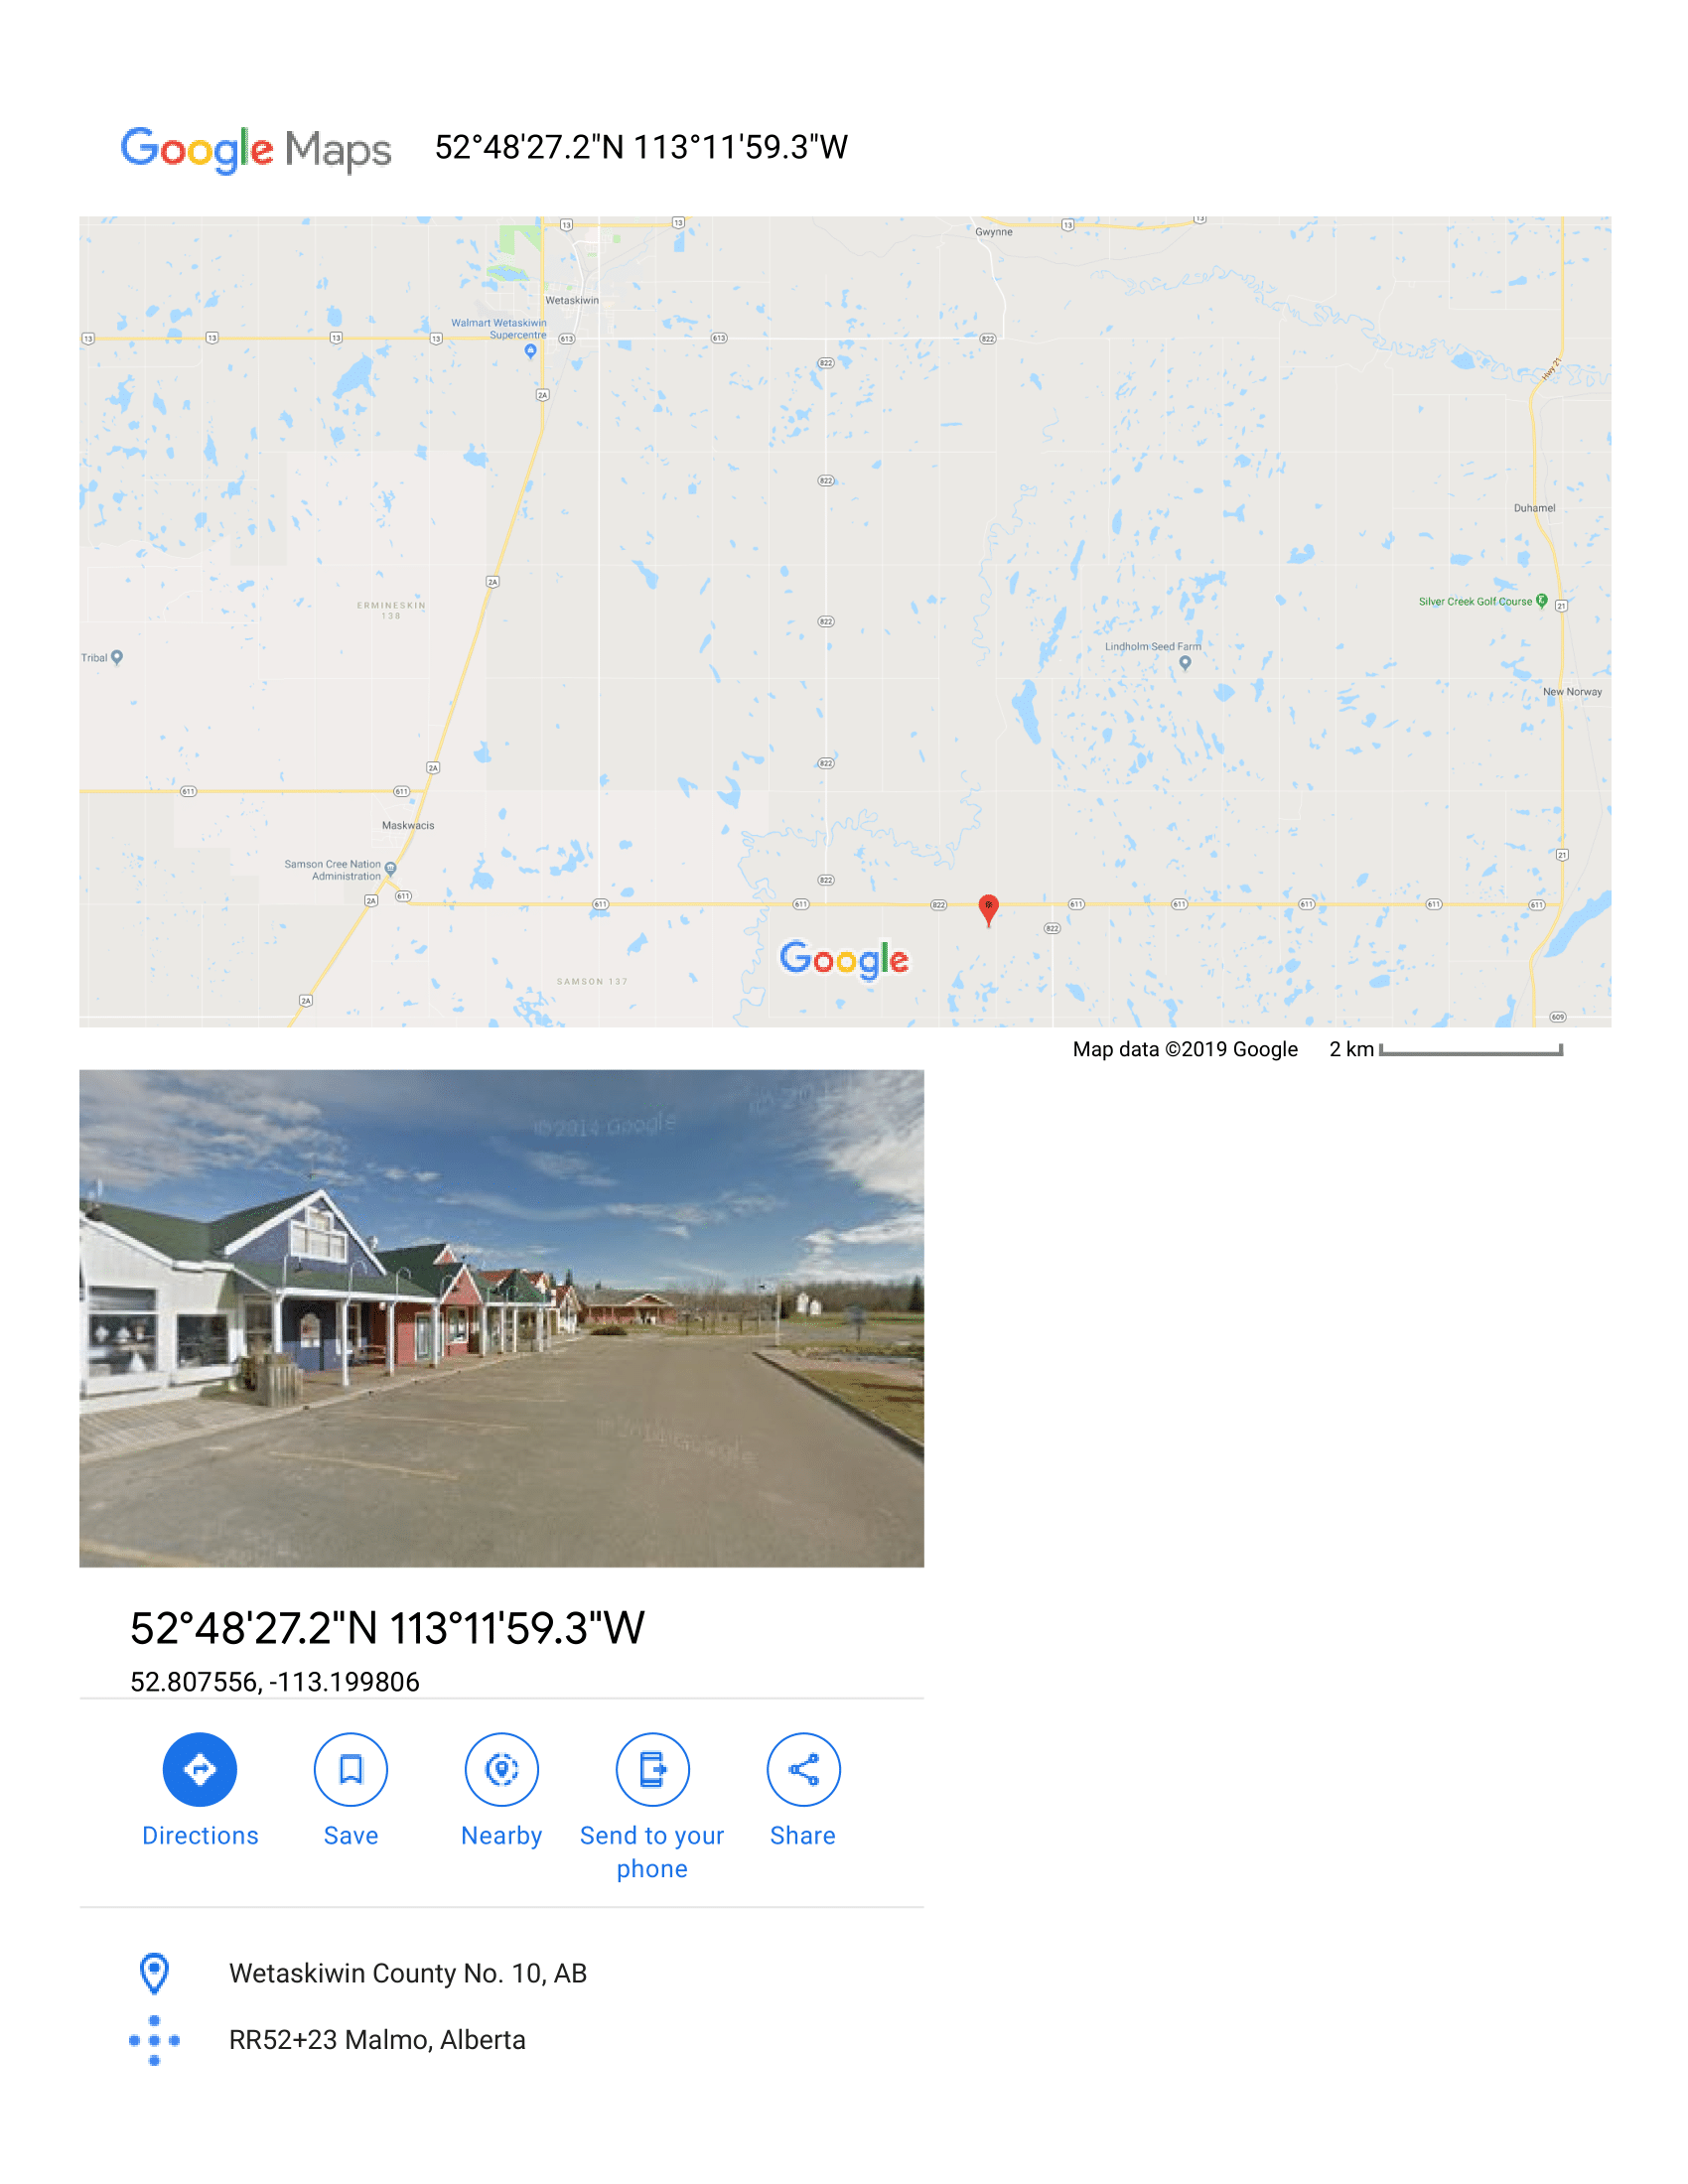 Google Maps 52°48'27.2"N 113°11'59.3"W
13
13
Gwynne
13
13
Wetaskiwin
Walmart Wetaskiwin
Supercentre
13
13
13
13
613
613
822
822
Hwy 21
2A
822
Duhamel
2A
ERMINESKIN
138
Silver Creek Golf Course
21
822
Tribal
Lindholm Seed Farm
New Norway
822
2A
611
611
Maskwacis
21
Samson Cree Nation
Administration
822
2A
611
611
611
822
611
611
611
611
611
822
Google
SAMSON 137
2A
609
Map data ©2019 Google 2 km
©2014 Google
52°48'27.2"N 113°11'59.3"W
52.807556, -113.199806
Directions
Save
Nearby
Send to your
phone
Share
Wetaskiwin County No. 10, AB
RR52+23 Malmo, Alberta